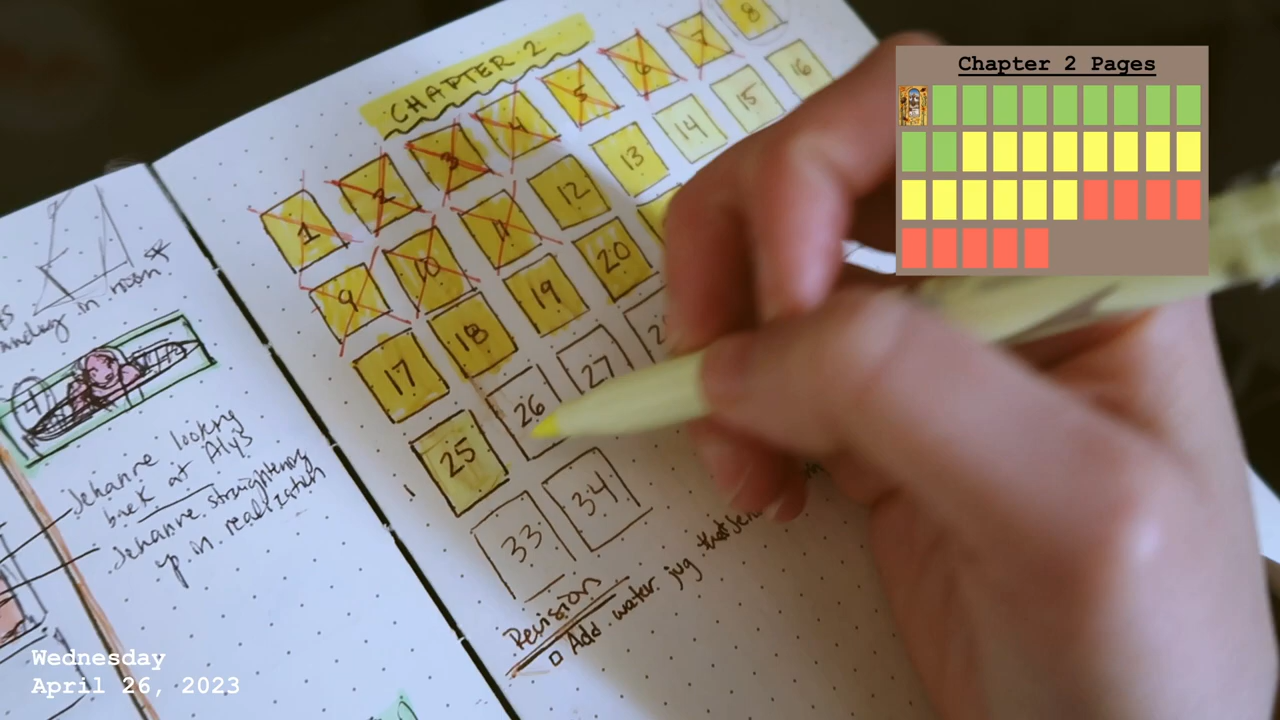 Chapter 2 Pages
CHAPTER 2
1 2 3 4 5 6 7 8
9 10 11 12 13 14 15 16
17 18 19 20
25 26 27
33 34
Revision
Add water jug that
in room*
Jehanne looking
back at Alys
Jehanne straightening
up in realization
Wednesday
April 26, 2023